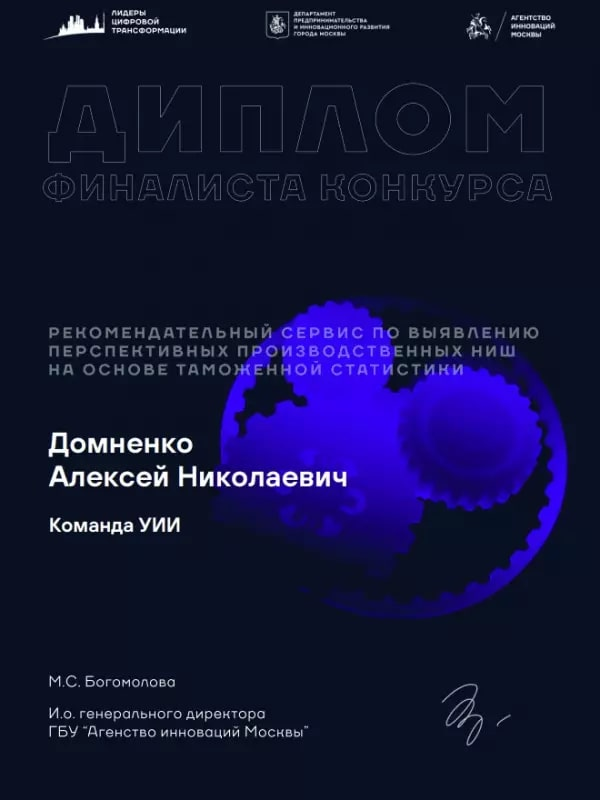 ЛИДЕРЫ
ЦИФРОВОЙ
ТРАНСФОРМАЦИИ
ДЕПАРТАМЕНТ
ПРЕДПРИНИМАТЕЛЬСТВА
И ИННОВАЦИОННОГО РАЗВИТИЯ
ГОРОДА МОСКВЫ
АГЕНТСТВО
ИННОВАЦИЙ
МОСКВЫ
ДИПЛОМ
ФИНАЛИСТА КОНКУРСА
РЕКОМЕНДАТЕЛЬНЫЙ СЕРВИС ПО ВЫЯВЛЕНИЮ
ПЕРСПЕКТИВНЫХ ПРОИЗВОДСТВЕННЫХ НИШ
НА ОСНОВЕ ТАМОЖЕННОЙ СТАТИСТИКИ
Домненко
Алексей Николаевич
Команда УИИ
М.С. Богомолова
И.о. генерального директора
ГБУ "Агенство инноваций Москвы"